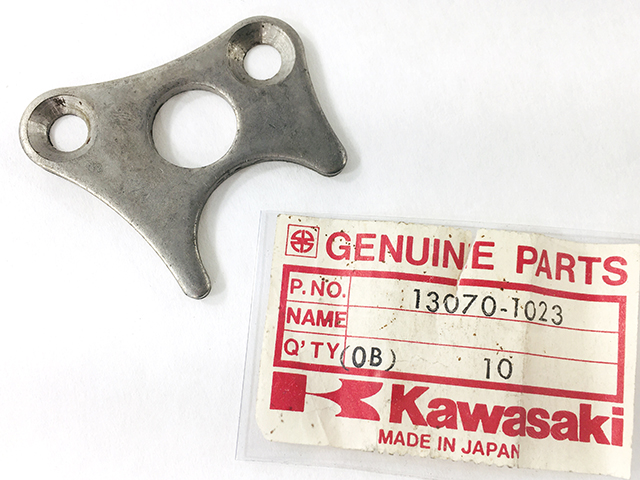 GENUINE PARTS
P.NO. 13070-1023
NAME
Q'TY (OB) 10
Kawasaki
MADE IN JAPAN